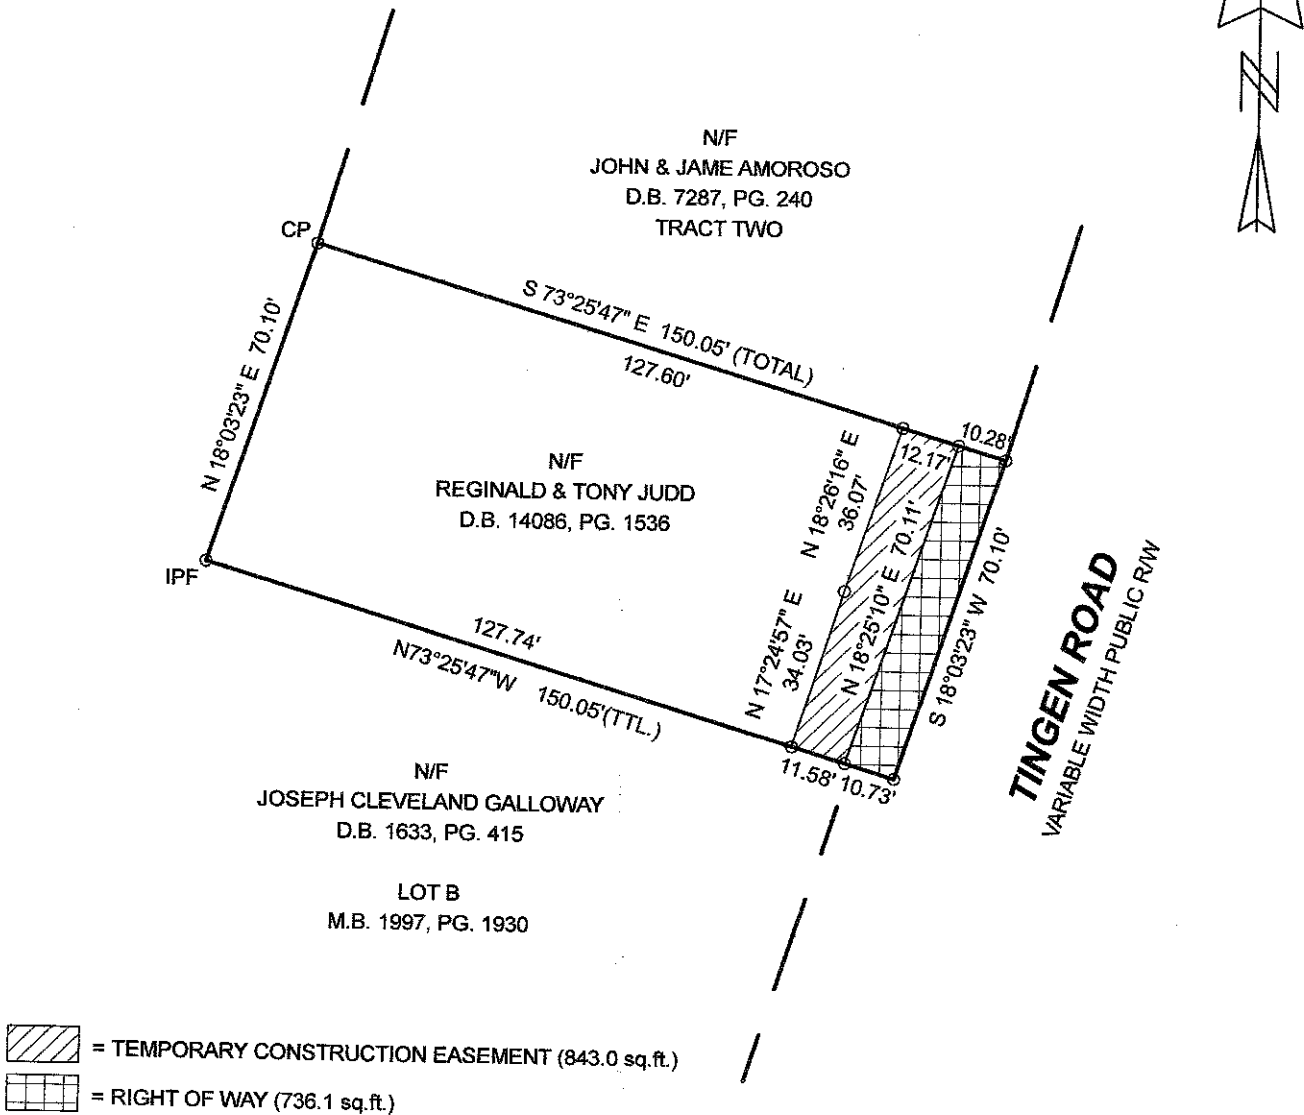 N
N/F
JOHN & JAME AMOROSO
D.B. 7287, PG. 240
TRACT TWO
CP
S 73°25'47" E 150.05' (TOTAL)
127.60'
N 18°03'23" E 70.10'
10.28'
12.17'
N 18°26'16" E
36.07'
N/F
REGINALD & TONY JUDD
D.B. 14086, PG. 1536
N 18°25'10" E 70.11'
S 18°03'23" W 70.10'
TINGEN ROAD
VARIABLE WIDTH PUBLIC R/W
IPF
N 17°24'57" E
34.03'
127.74'
N73°25'47"W 150.05'(TTL.)
11.58'
10.73'
N/F
JOSEPH CLEVELAND GALLOWAY
D.B. 1633, PG. 415
LOT B
M.B. 1997, PG. 1930
= TEMPORARY CONSTRUCTION EASEMENT (843.0 sq.ft.)
= RIGHT OF WAY (736.1 sq.ft.)